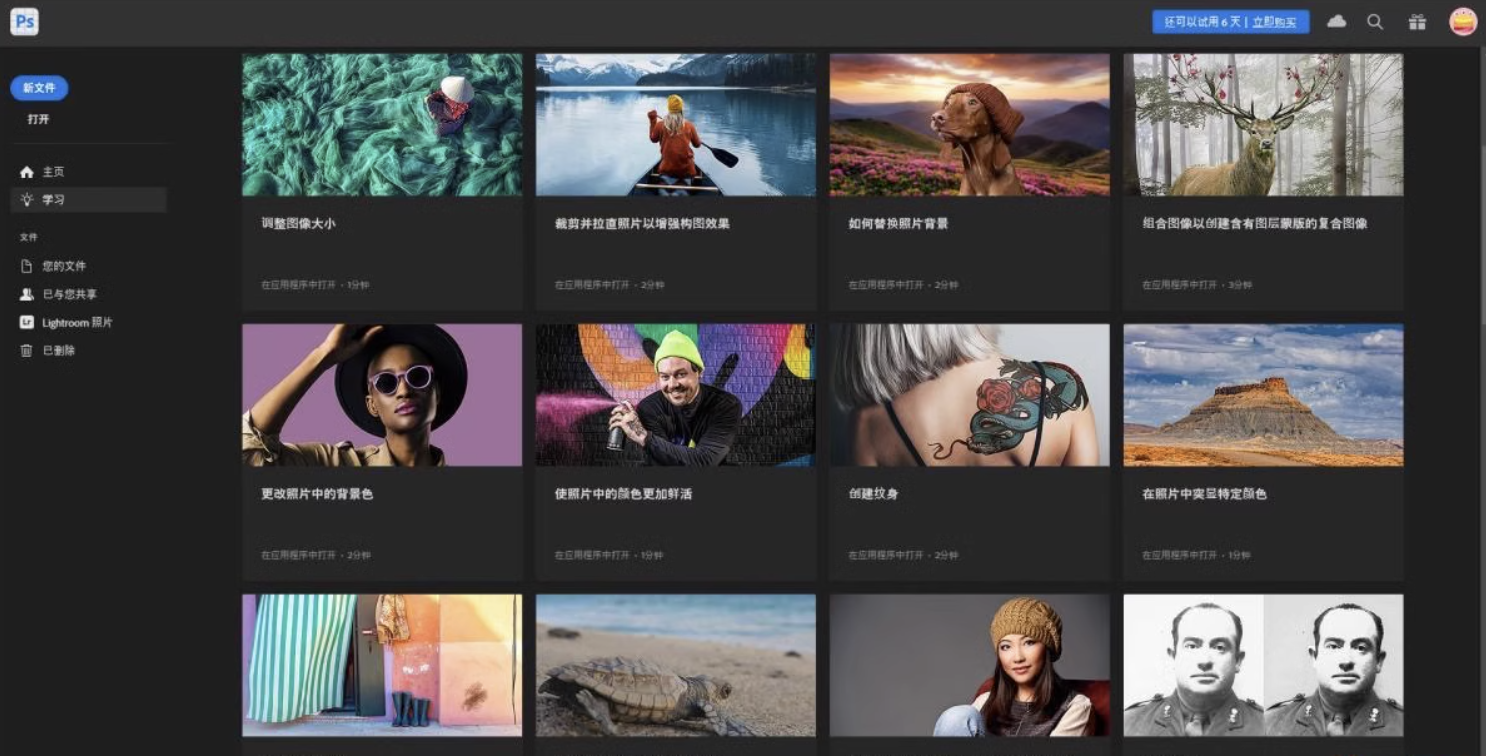 Ps
还可以试用 6 天 | 立即购买
新文件
打开
主页
学习
文件
您的文件
已与您共享
Lr Lightroom 照片
已删除
调整图像大小
在应用程序中打开 • 1分钟
裁剪并拉直照片以增强构图效果
在应用程序中打开 • 2分钟
如何替换照片背景
在应用程序中打开 • 2分钟
组合图像以创建含有图层蒙版的复合图像
在应用程序中打开 • 3分钟
更改照片中的背景色
在应用程序中打开 • 2分钟
使照片中的颜色更加鲜活
在应用程序中打开 • 1分钟
创建纹身
在应用程序中打开 • 2分钟
在照片中突显特定颜色
在应用程序中打开 • 1分钟